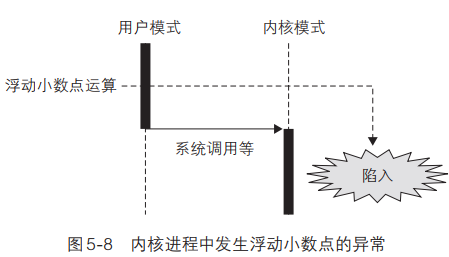 用户模式
内核模式
浮动小数点运算
系统调用等
陷入
图5-8 内核进程中发生浮动小数点的异常